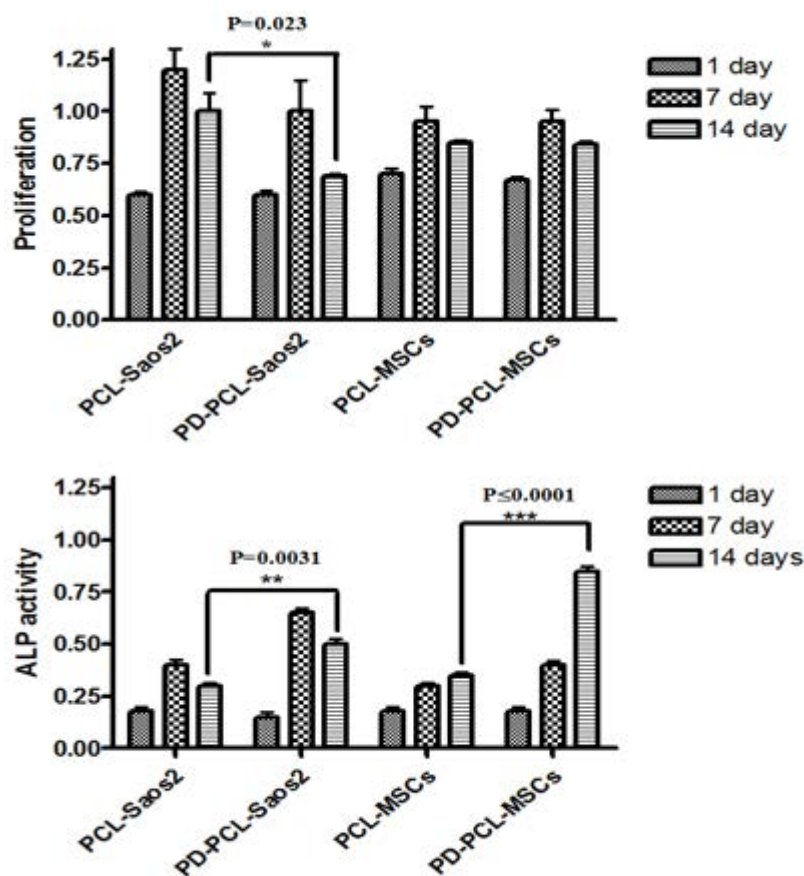 P=0.023
*
1.25
1.00
0.75
0.50
0.25
0.00
Proliferation
1 day
7 day
14 day
PCL-Saos2
PD-PCL-Saos2
PCL-MSCs
PD-PCL-MSCs
1.25
1.00
0.75
0.50
0.25
0.00
ALP activity
P=0.0031
**
P≤0.0001
***
1 day
7 day
14 days
PCL-Saos2
PD-PCL-Saos2
PCL-MSCs
PD-PCL-MSCs